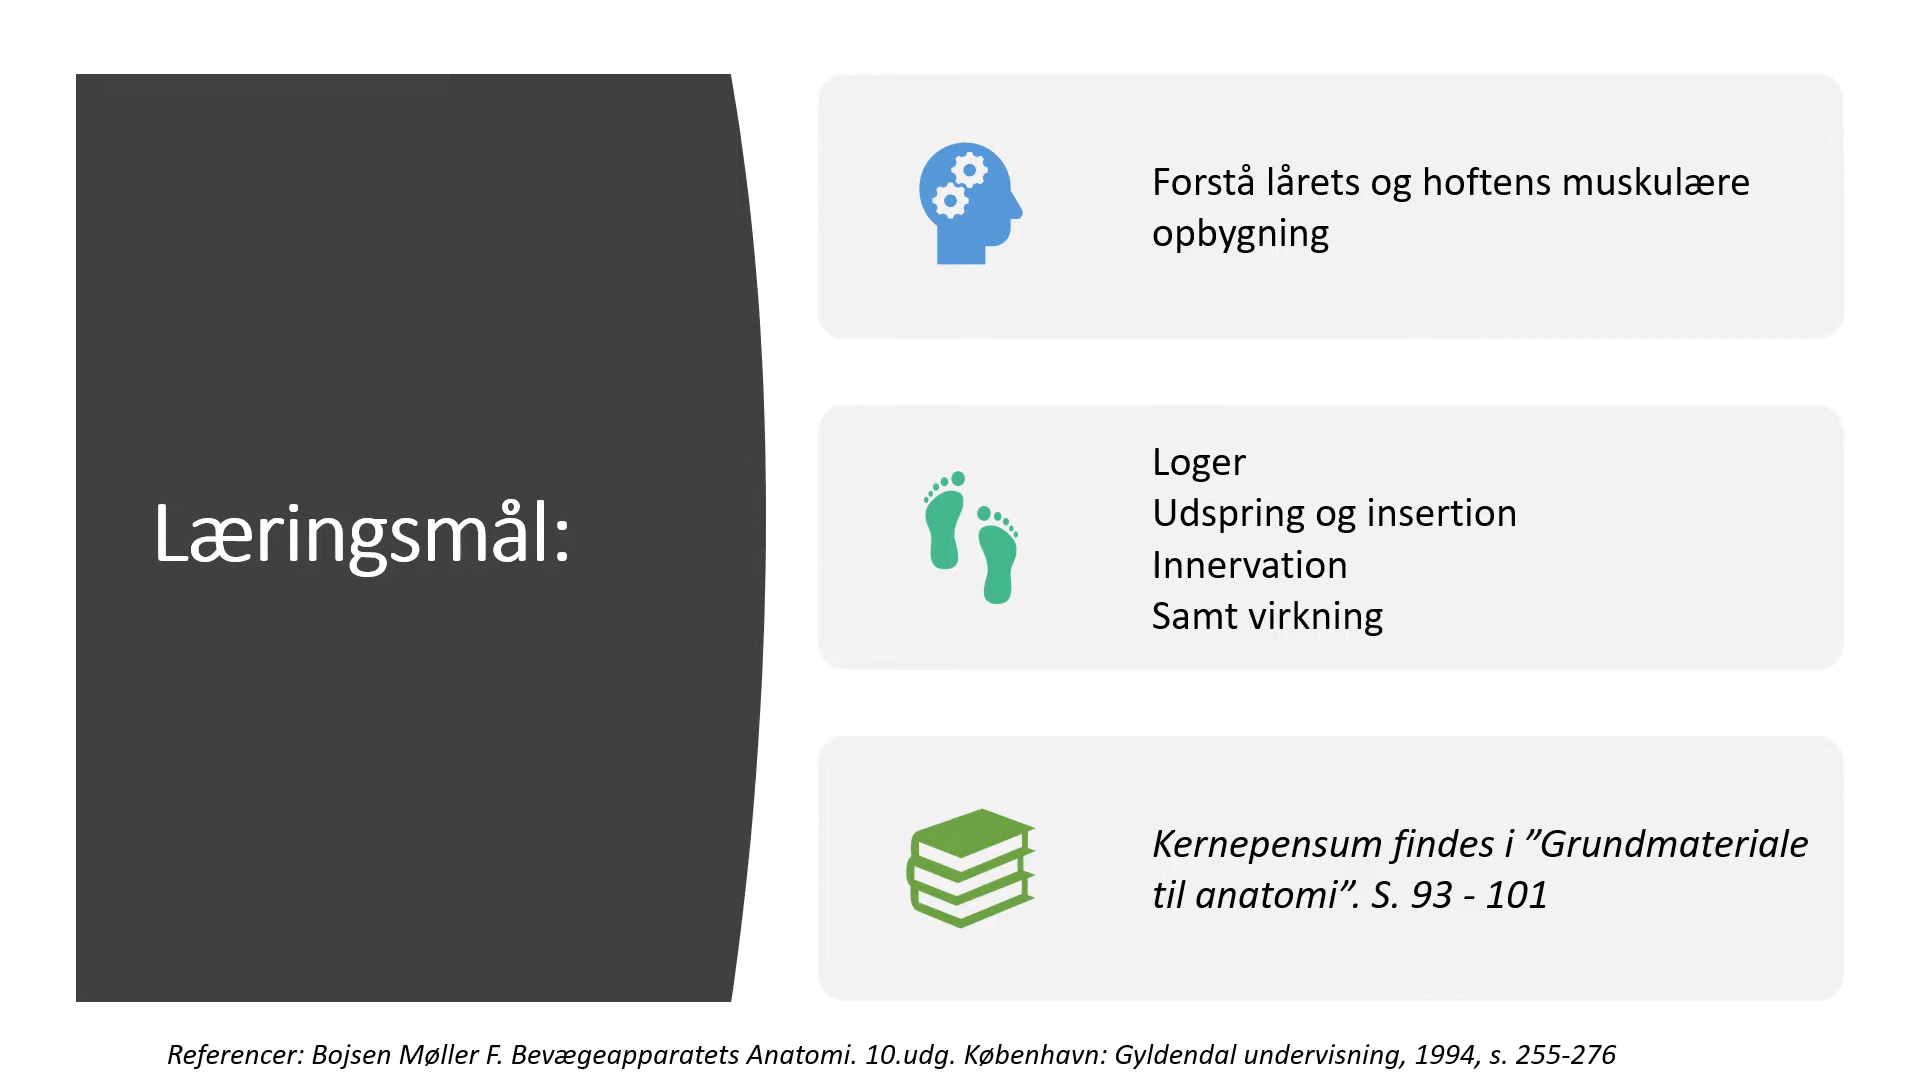 Læringsmål:
Forstå lårets og hoftens muskulære
opbygning
Loger
Udspring og insertion
Innervation
Samt virkning
Kernepensum findes i ”Grundmateriale
til anatomi”. S. 93 - 101
Referencer: Bojsen Møller F. Bevægeapparatets Anatomi. 10.udg. København: Gyldendal undervisning, 1994, s. 255-276